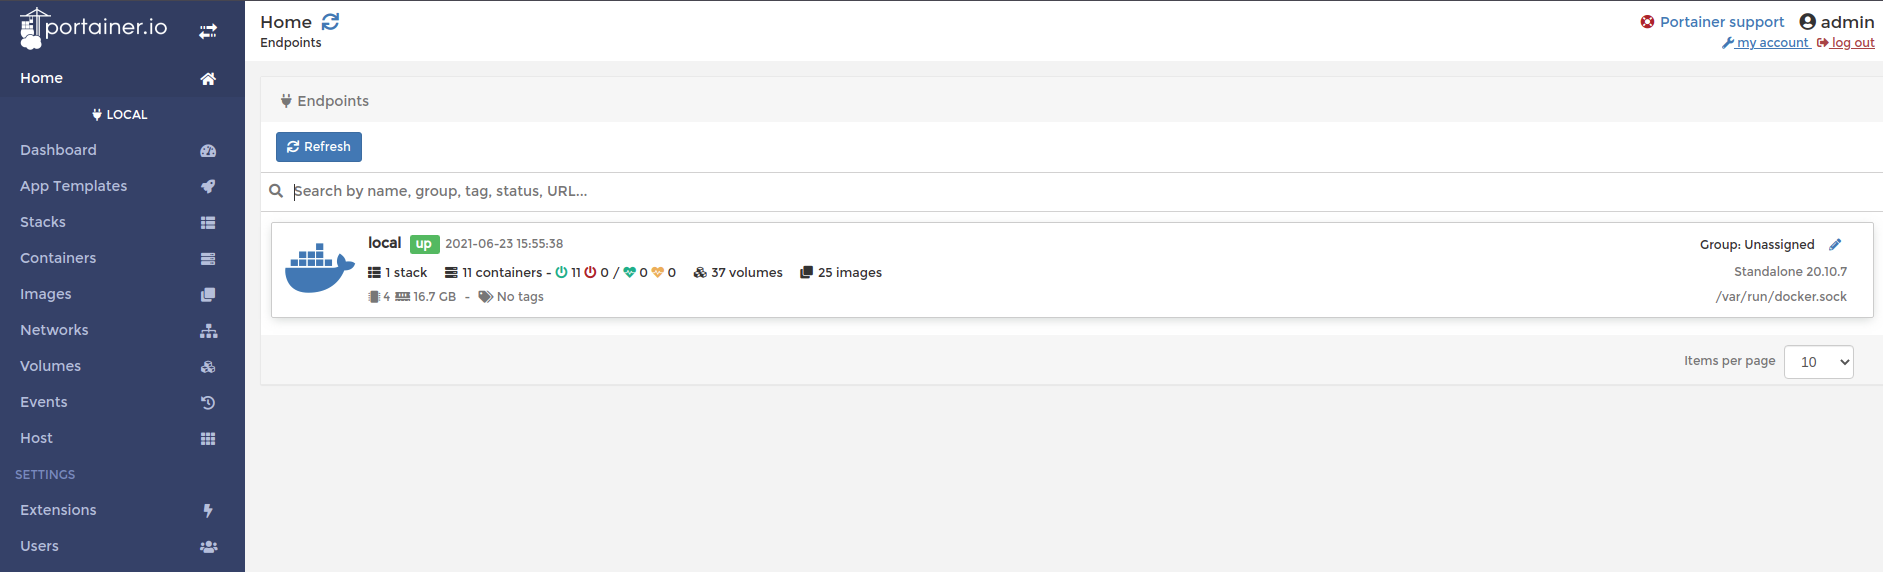 portainer.io
Home
LOCAL
Dashboard
App Templates
Stacks
Containers
Images
Networks
Volumes
Events
Host
SETTINGS
Extensions
Users
Home
Endpoints
Portainer support admin
my account log out
Endpoints
Refresh
Search by name, group, tag, status, URL...
local up 2021-06-23 15:55:38
Group: Unassigned
1 stack 11 containers - 11 0 / 0 0 37 volumes 25 images
Standalone 20.10.7
4 16.7 GB - No tags
/var/run/docker.sock
Items per page 10